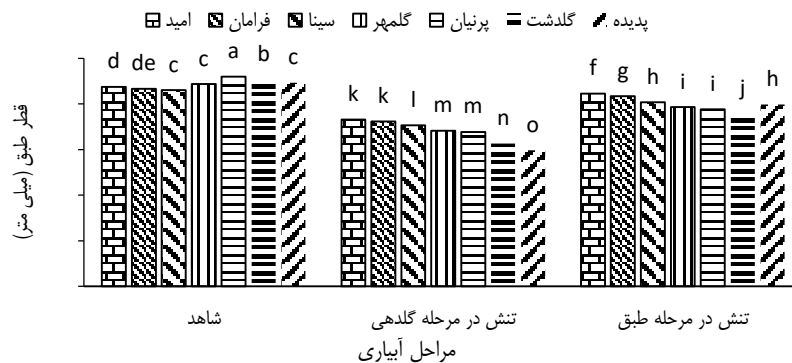 امید فرامان سینا گلمهر پرنیان گلدشت پدیده
d de c c a b c k k l m m n o f g h i i j h
قطر طبق (میلی متر)
شاهد تنش در مرحله گلدهی تنش در مرحله طبق
مراحل آبیاری